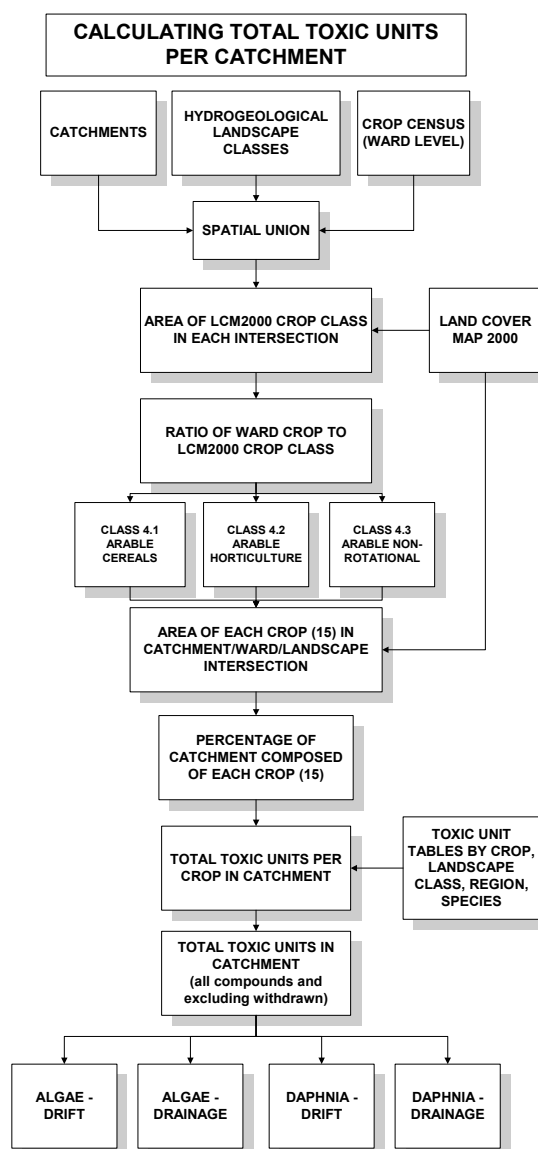 CALCULATING TOTAL TOXIC UNITS
PER CATCHMENT
CATCHMENTS
HYDROGEOLOGICAL
LANDSCAPE
CLASSES
CROP CENSUS
(WARD LEVEL)
SPATIAL UNION
AREA OF LCM2000 CROP CLASS
IN EACH INTERSECTION
LAND COVER
MAP 2000
RATIO OF WARD CROP TO
LCM2000 CROP CLASS
CLASS 4.1
ARABLE
CEREALS
CLASS 4.2
ARABLE
HORTICULTURE
CLASS 4.3
ARABLE NON-
ROTATIONAL
AREA OF EACH CROP (15) IN
CATCHMENT/WARD/LANDSCAPE
INTERSECTION
PERCENTAGE OF
CATCHMENT COMPOSED
OF EACH CROP (15)
TOTAL TOXIC UNITS PER
CROP IN CATCHMENT
TOXIC UNIT
TABLES BY CROP,
LANDSCAPE
CLASS, REGION,
SPECIES
TOTAL TOXIC UNITS IN
CATCHMENT
(all compounds and
excluding withdrawn)
ALGAE -
DRIFT
ALGAE -
DRAINAGE
DAPHNIA -
DRIFT
DAPHNIA -
DRAINAGE